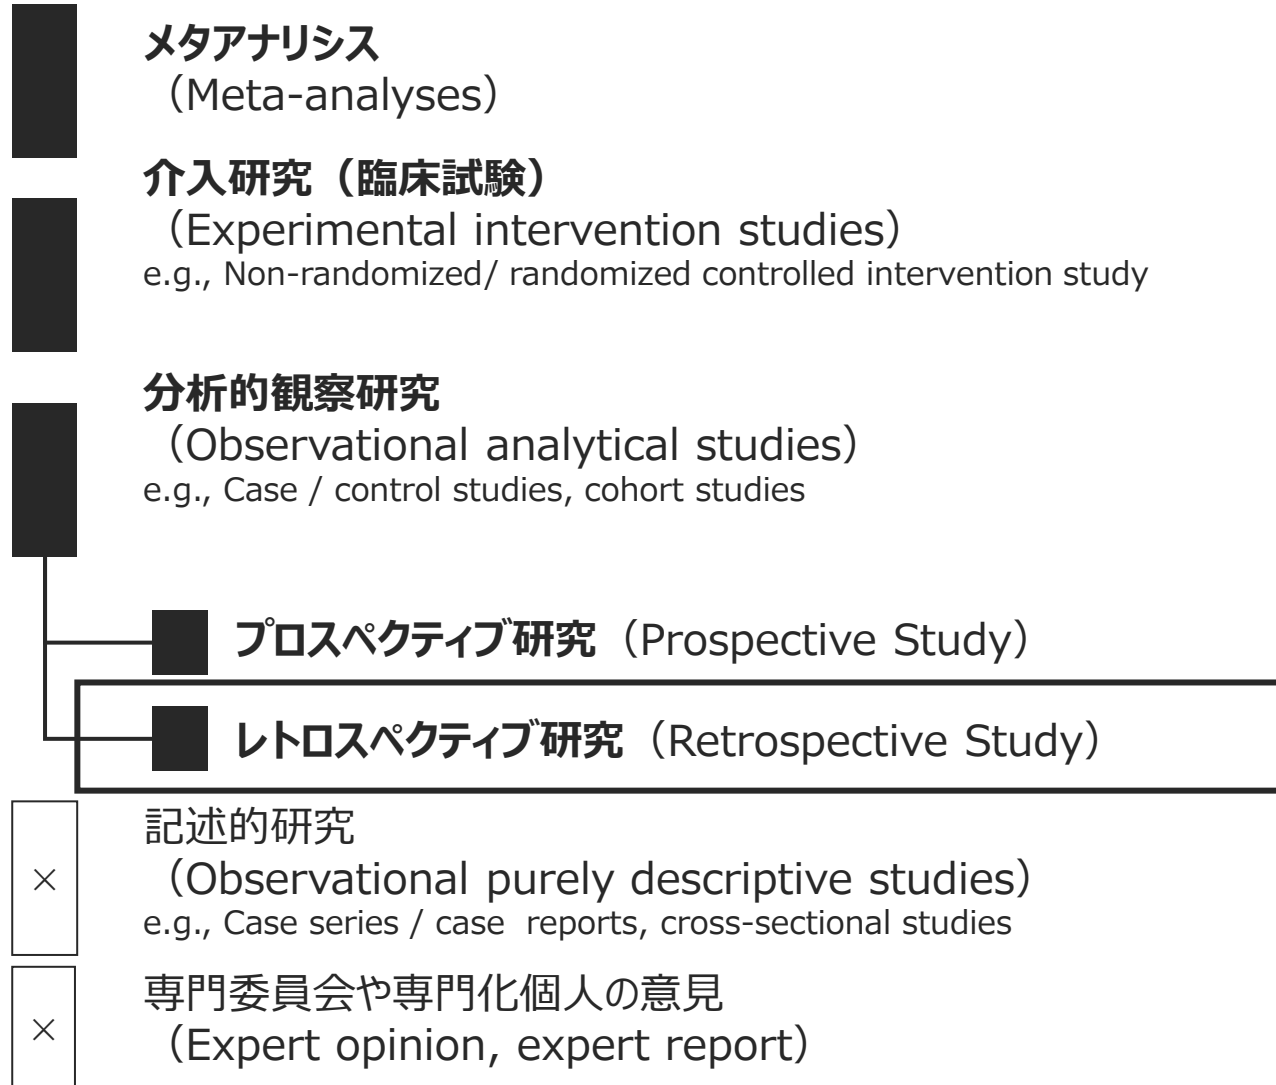 メタアナリシス
（Meta-analyses）
介入研究（臨床試験）
（Experimental intervention studies）
e.g., Non-randomized/ randomized controlled intervention study
分析的観察研究
（Observational analytical studies）
e.g., Case / control studies, cohort studies
プロスペクティブ研究（Prospective Study）
レトロスペクティブ研究（Retrospective Study）
記述的研究
×
（Observational purely descriptive studies）
e.g., Case series / case reports, cross-sectional studies
専門委員会や専門化個人の意見
×
（Expert opinion, expert report）